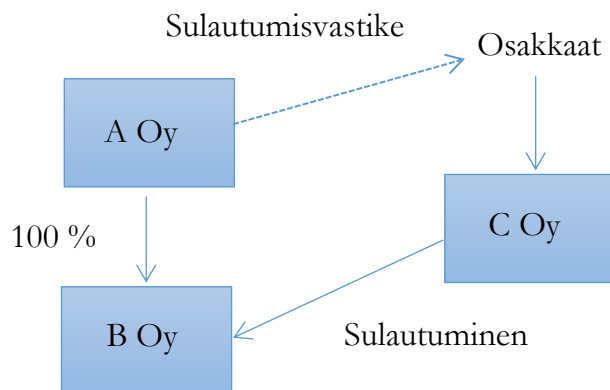 Sulautumisvastike
Osakkaat
A Oy
100 %
C Oy
B Oy
Sulautuminen